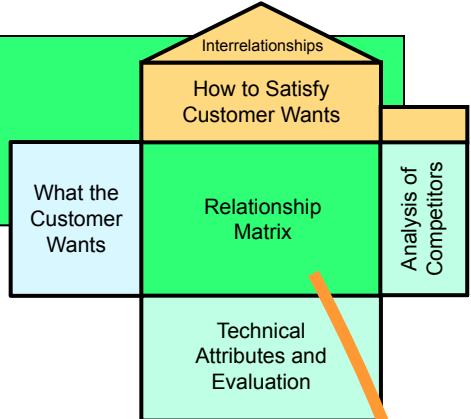 Interrelationships
How to Satisfy
Customer Wants
What the
Customer
Wants
Relationship
Matrix
Analysis of
Competitors
Technical
Attributes and
Evaluation